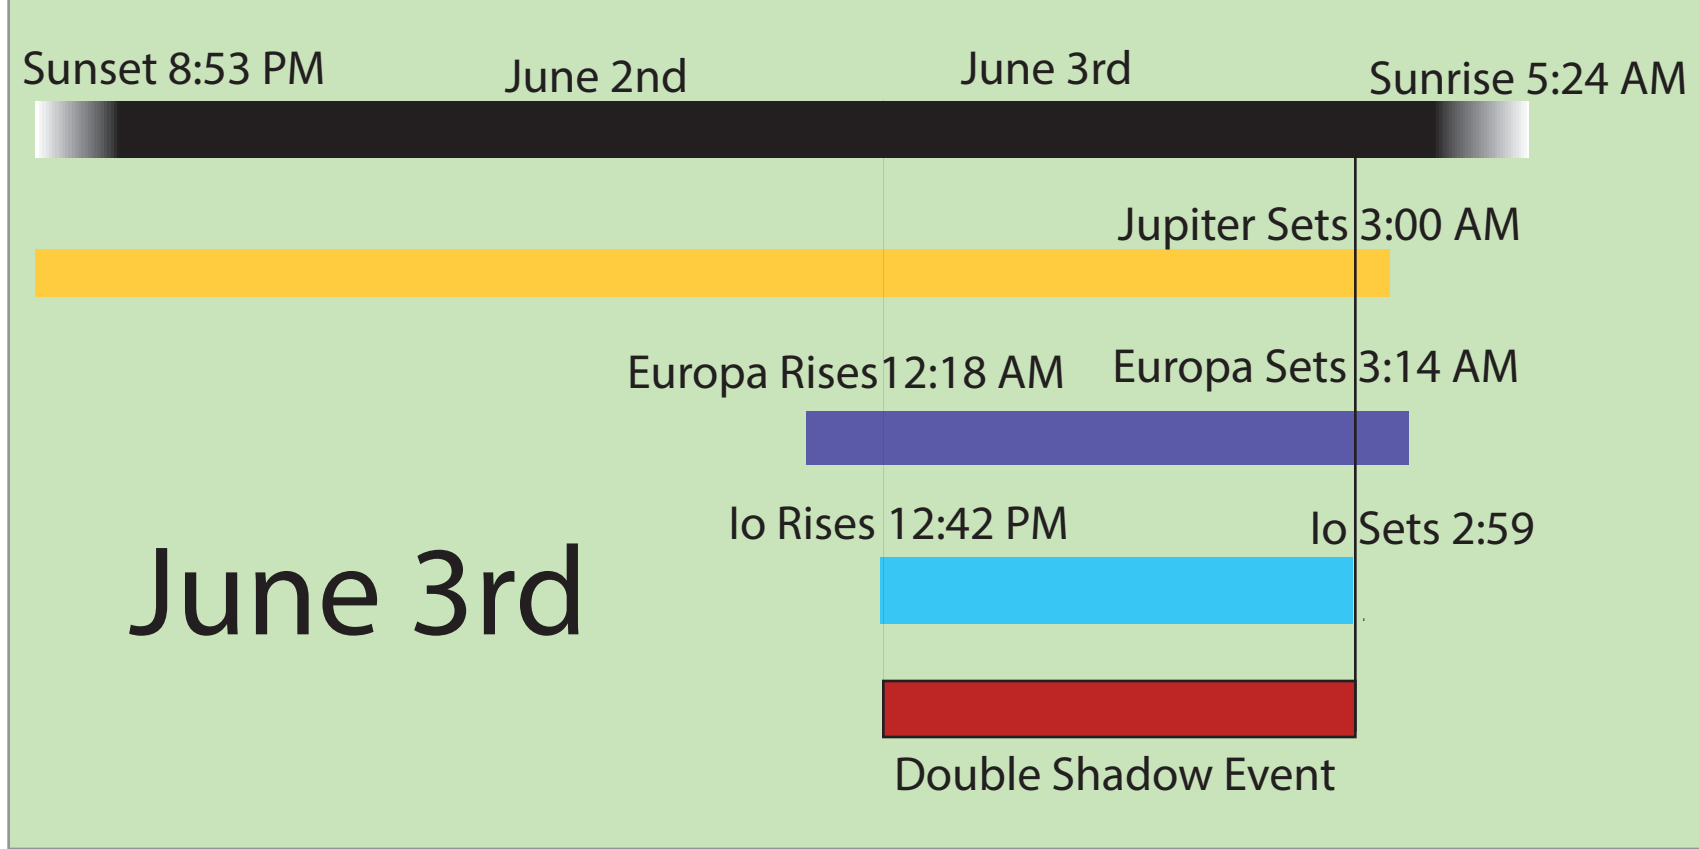 Sunset 8:53 PM
June 2nd
June 3rd
Sunrise 5:24 AM
Jupiter Sets 3:00 AM
Europa Rises12:18 AM
Europa Sets 3:14 AM
Io Rises 12:42 PM
Io Sets 2:59
June 3rd
Double Shadow Event